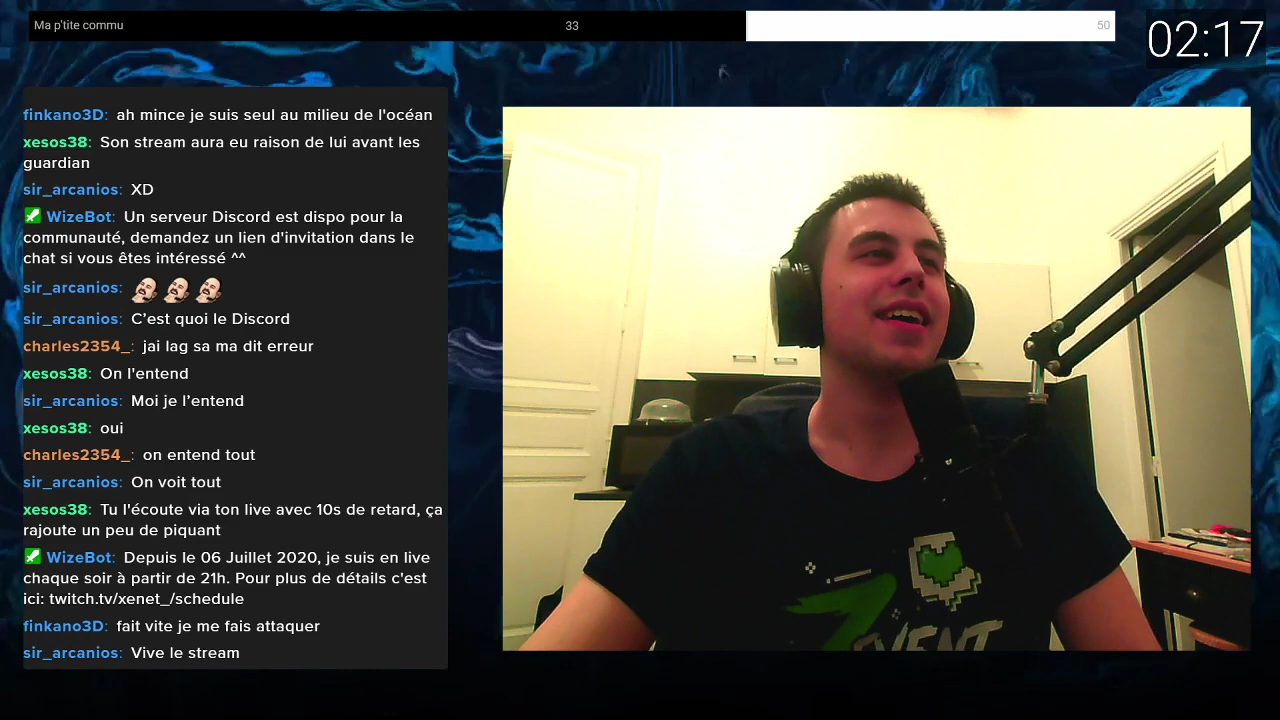 Ma p'tite commu
33
50
02:17
finkano3D: ah mince je suis seul au milieu de l'océan
xesos38: Son stream aura eu raison de lui avant les
guardian
sir_arcanios: XD
WizeBot: Un serveur Discord est dispo pour la
communauté, demandez un lien d'invitation dans le
chat si vous êtes intéressé ^^
sir_arcanios:
sir_arcanios: C’est quoi le Discord
charles2354_: jai lag sa ma dit erreur
xesos38: On l'entend
sir_arcanios: Moi je l’entend
xesos38: oui
charles2354_: on entend tout
sir_arcanios: On voit tout
xesos38: Tu l'écoute via ton live avec 10s de retard, ça
rajoute un peu de piquant
WizeBot: Depuis le 06 Juillet 2020, je suis en live
chaque soir à partir de 21h. Pour plus de détails c'est
ici: twitch.tv/xenet_/schedule
finkano3D: fait vite je me fais attaquer
sir_arcanios: Vive le stream
EVENT